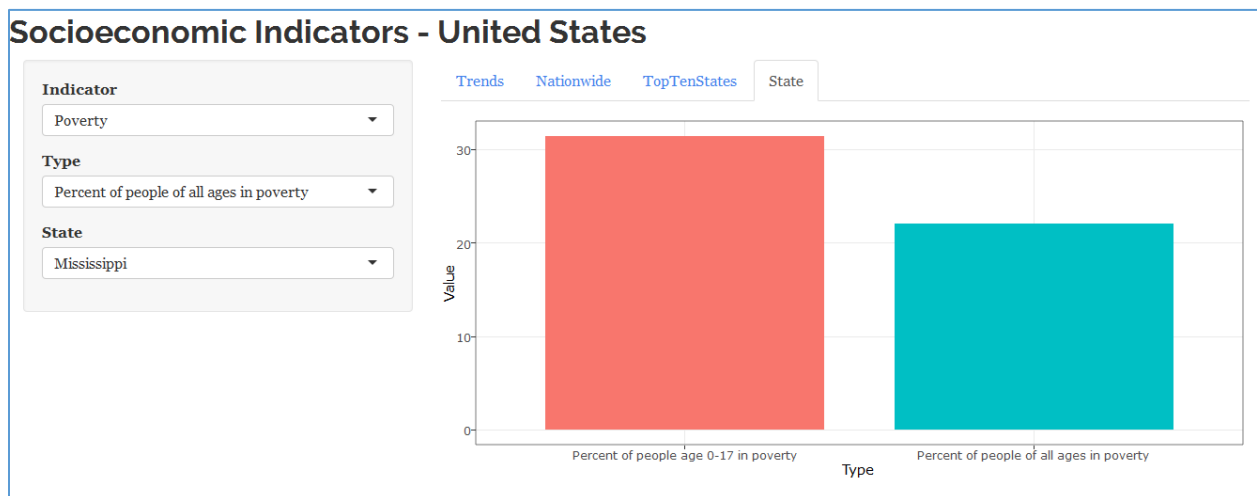 Socioeconomic Indicators - United States
Indicator
Poverty
Type
Percent of people of all ages in poverty
State
Mississippi
Trends Nationwide TopTenStates State
Value
30
20
10
0
Percent of people age 0-17 in poverty Percent of people of all ages in poverty
Type